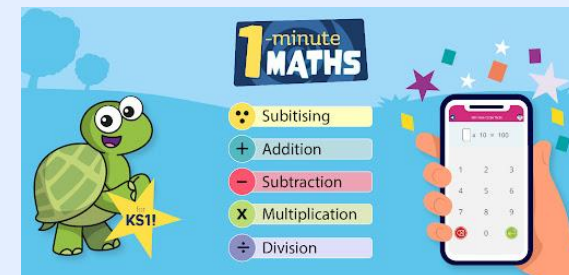 1-minute
MATHS
Subitising
+ Addition
− Subtraction
x Multiplication
÷ Division
for
KS1!
x 10 = 100
1 2 3
4 5 6
7 8 9
0